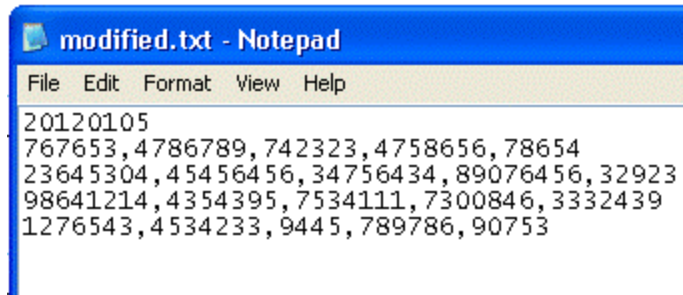 modified.txt - Notepad
File Edit Format View Help
20120105
767653,4786789,742323,4758656,78654
23645304,45456456,34756434,89076456,32923
98641214,4354395,7534111,7300846,3332439
1276543,4534233,9445,789786,90753